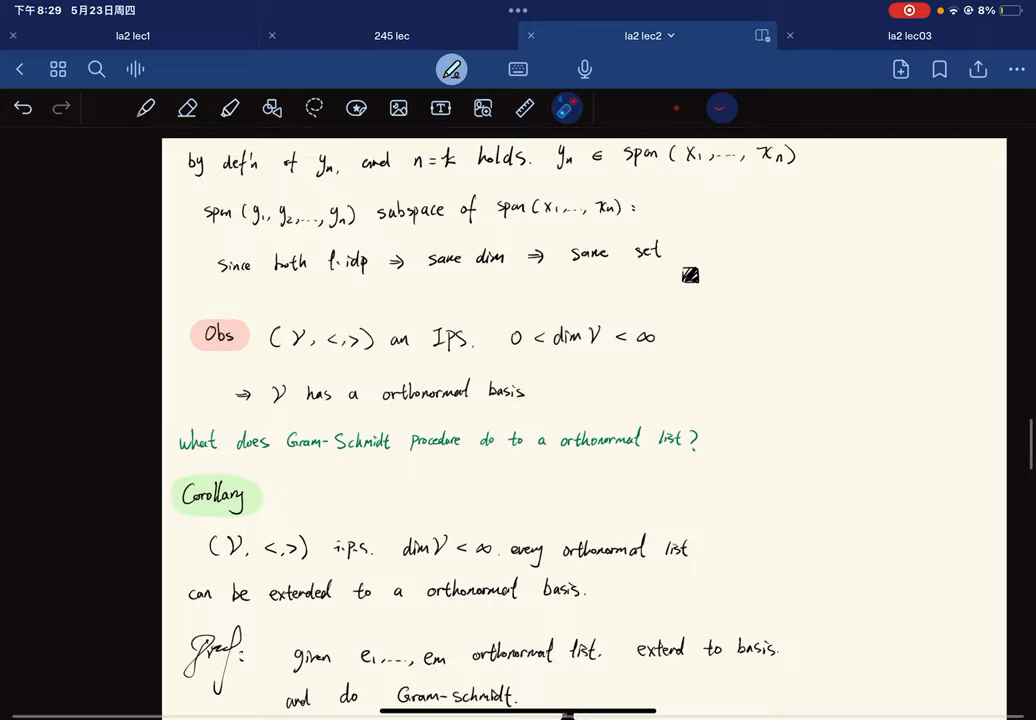 下午8:29 5月23日周四
8%
la2 lec1
245 lec
la2 lec2
la2 lec03
by def'n of yn, and n=k holds. yn ∈ span (x1,..., xn)
span (y1, y2,..., yn) subspace of span(x1,..., xn):
since both l.idp ⇒ same dim ⇒ same set
Obs (V, <,>) an IPS. 0 < dim V < ∞
⇒ V has a orthonormal basis
What does Gram-Schmidt procedure do to a orthonormal list?
Corollary
(V, <,>) i.p.s. dim V < ∞. every orthonormal list
can be extended to a orthonormal basis.
Proof: given e1,..., em orthonormal list. extend to basis.
and do Gram-schmidt.